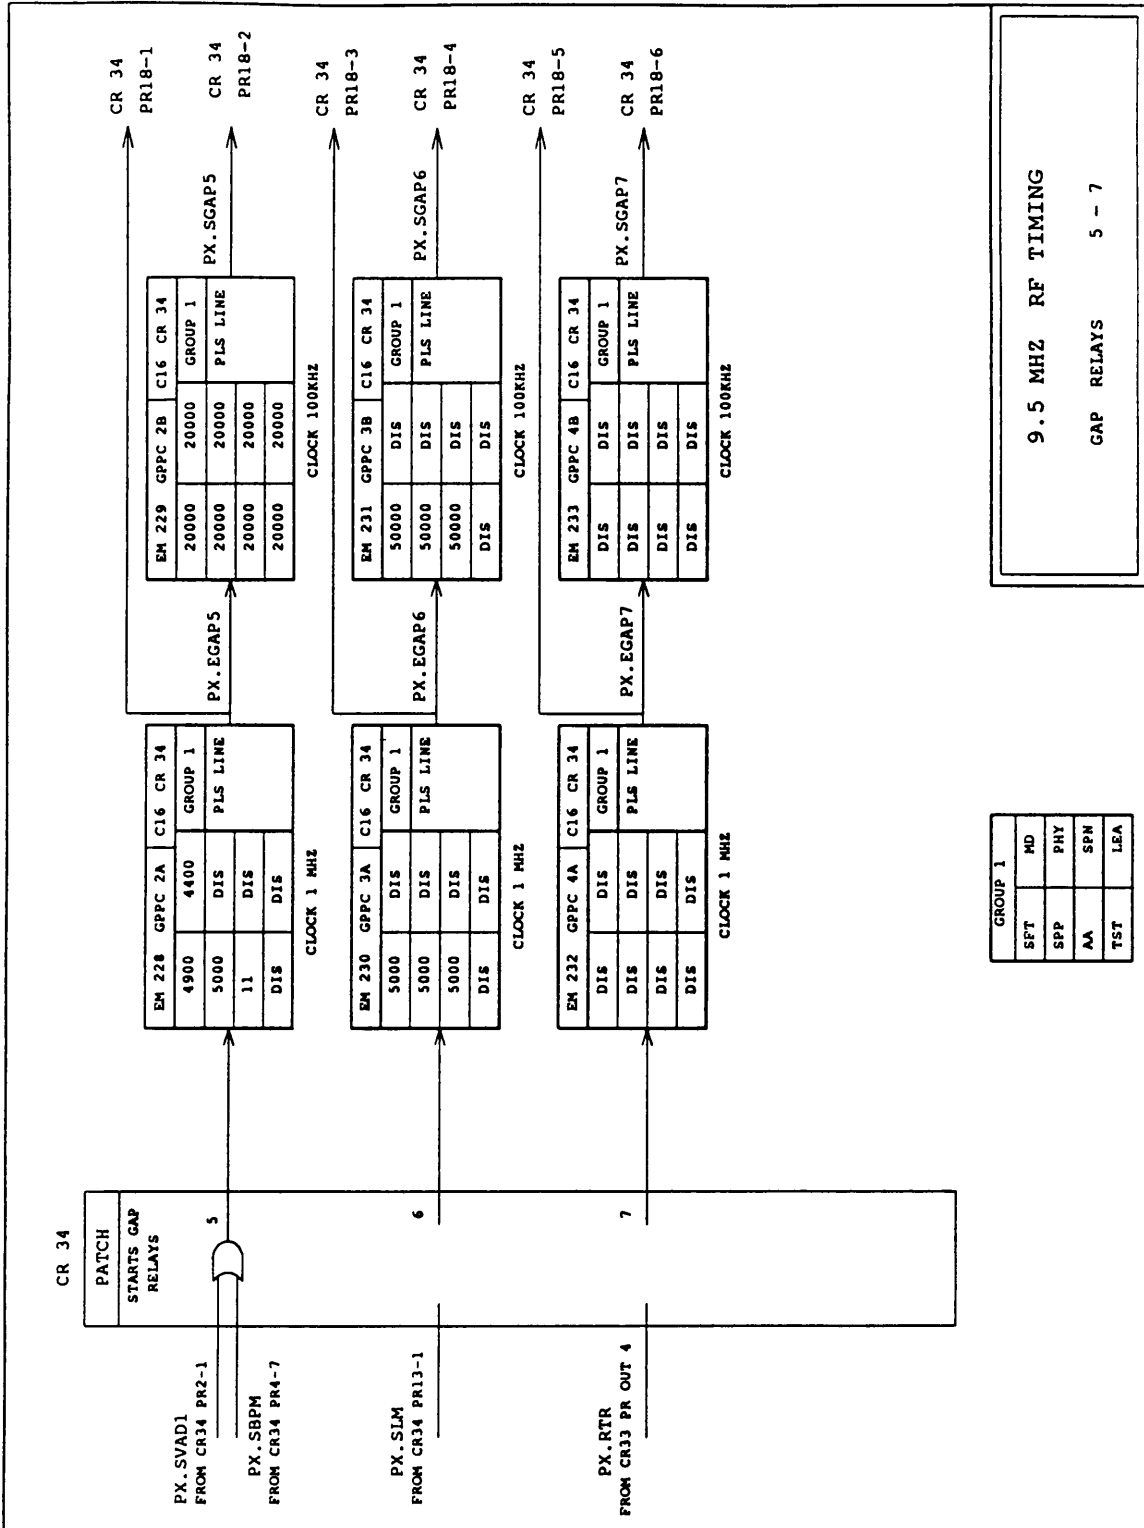 CR 34
PATCH
STARTS GAP
RELAYS
PX.SVAD1
FROM CR34 PR2-1
PX.SBPM
FROM CR34 PR4-7
5
EM 228 GPPC 2A C16 CR 34
4900 4400 GROUP 1
5000 DIS PLS LINE
11 DIS
DIS DIS
CLOCK 1 MHZ
PX.EGAP5
EM 229 GPPC 2B C16 CR 34
20000 20000 GROUP 1
20000 20000 PLS LINE
20000 20000
20000 20000
CLOCK 100KHZ
PX.SGAP5
CR 34
PR18-1
CR 34
PR18-2
PX.SLM
FROM CR34 PR13-1
6
EM 230 GPPC 3A C16 CR 34
5000 DIS GROUP 1
5000 DIS PLS LINE
5000 DIS
DIS DIS
CLOCK 1 MHZ
PX.EGAP6
EM 231 GPPC 3B C16 CR 34
50000 DIS GROUP 1
50000 DIS PLS LINE
50000 DIS
DIS DIS
CLOCK 100KHZ
PX.SGAP6
CR 34
PR18-3
CR 34
PR18-4
PX.RTR
FROM CR33 PR OUT 4
7
EM 232 GPPC 4A C16 CR 34
DIS DIS GROUP 1
DIS DIS PLS LINE
DIS DIS
DIS DIS
CLOCK 1 MHZ
PX.EGAP7
EM 233 GPPC 4B C16 CR 34
DIS DIS GROUP 1
DIS DIS PLS LINE
DIS DIS
DIS DIS
CLOCK 100KHZ
PX.SGAP7
CR 34
PR18-5
CR 34
PR18-6
GROUP 1
SFT MD
SPP PHY
AA SPN
TST LEA
9.5 MHZ RF TIMING
GAP RELAYS 5 - 7